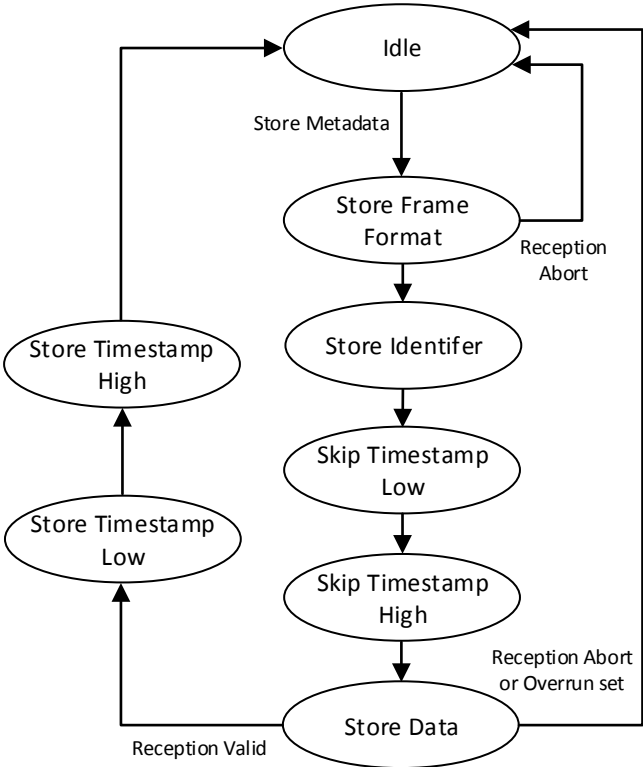 Idle
Store Metadata
Store Frame
Format
Reception
Abort
Store Identifer
Store Timestamp
High
Skip Timestamp
Low
Store Timestamp
Low
Skip Timestamp
High
Reception Abort
or Overrun set
Store Data
Reception Valid